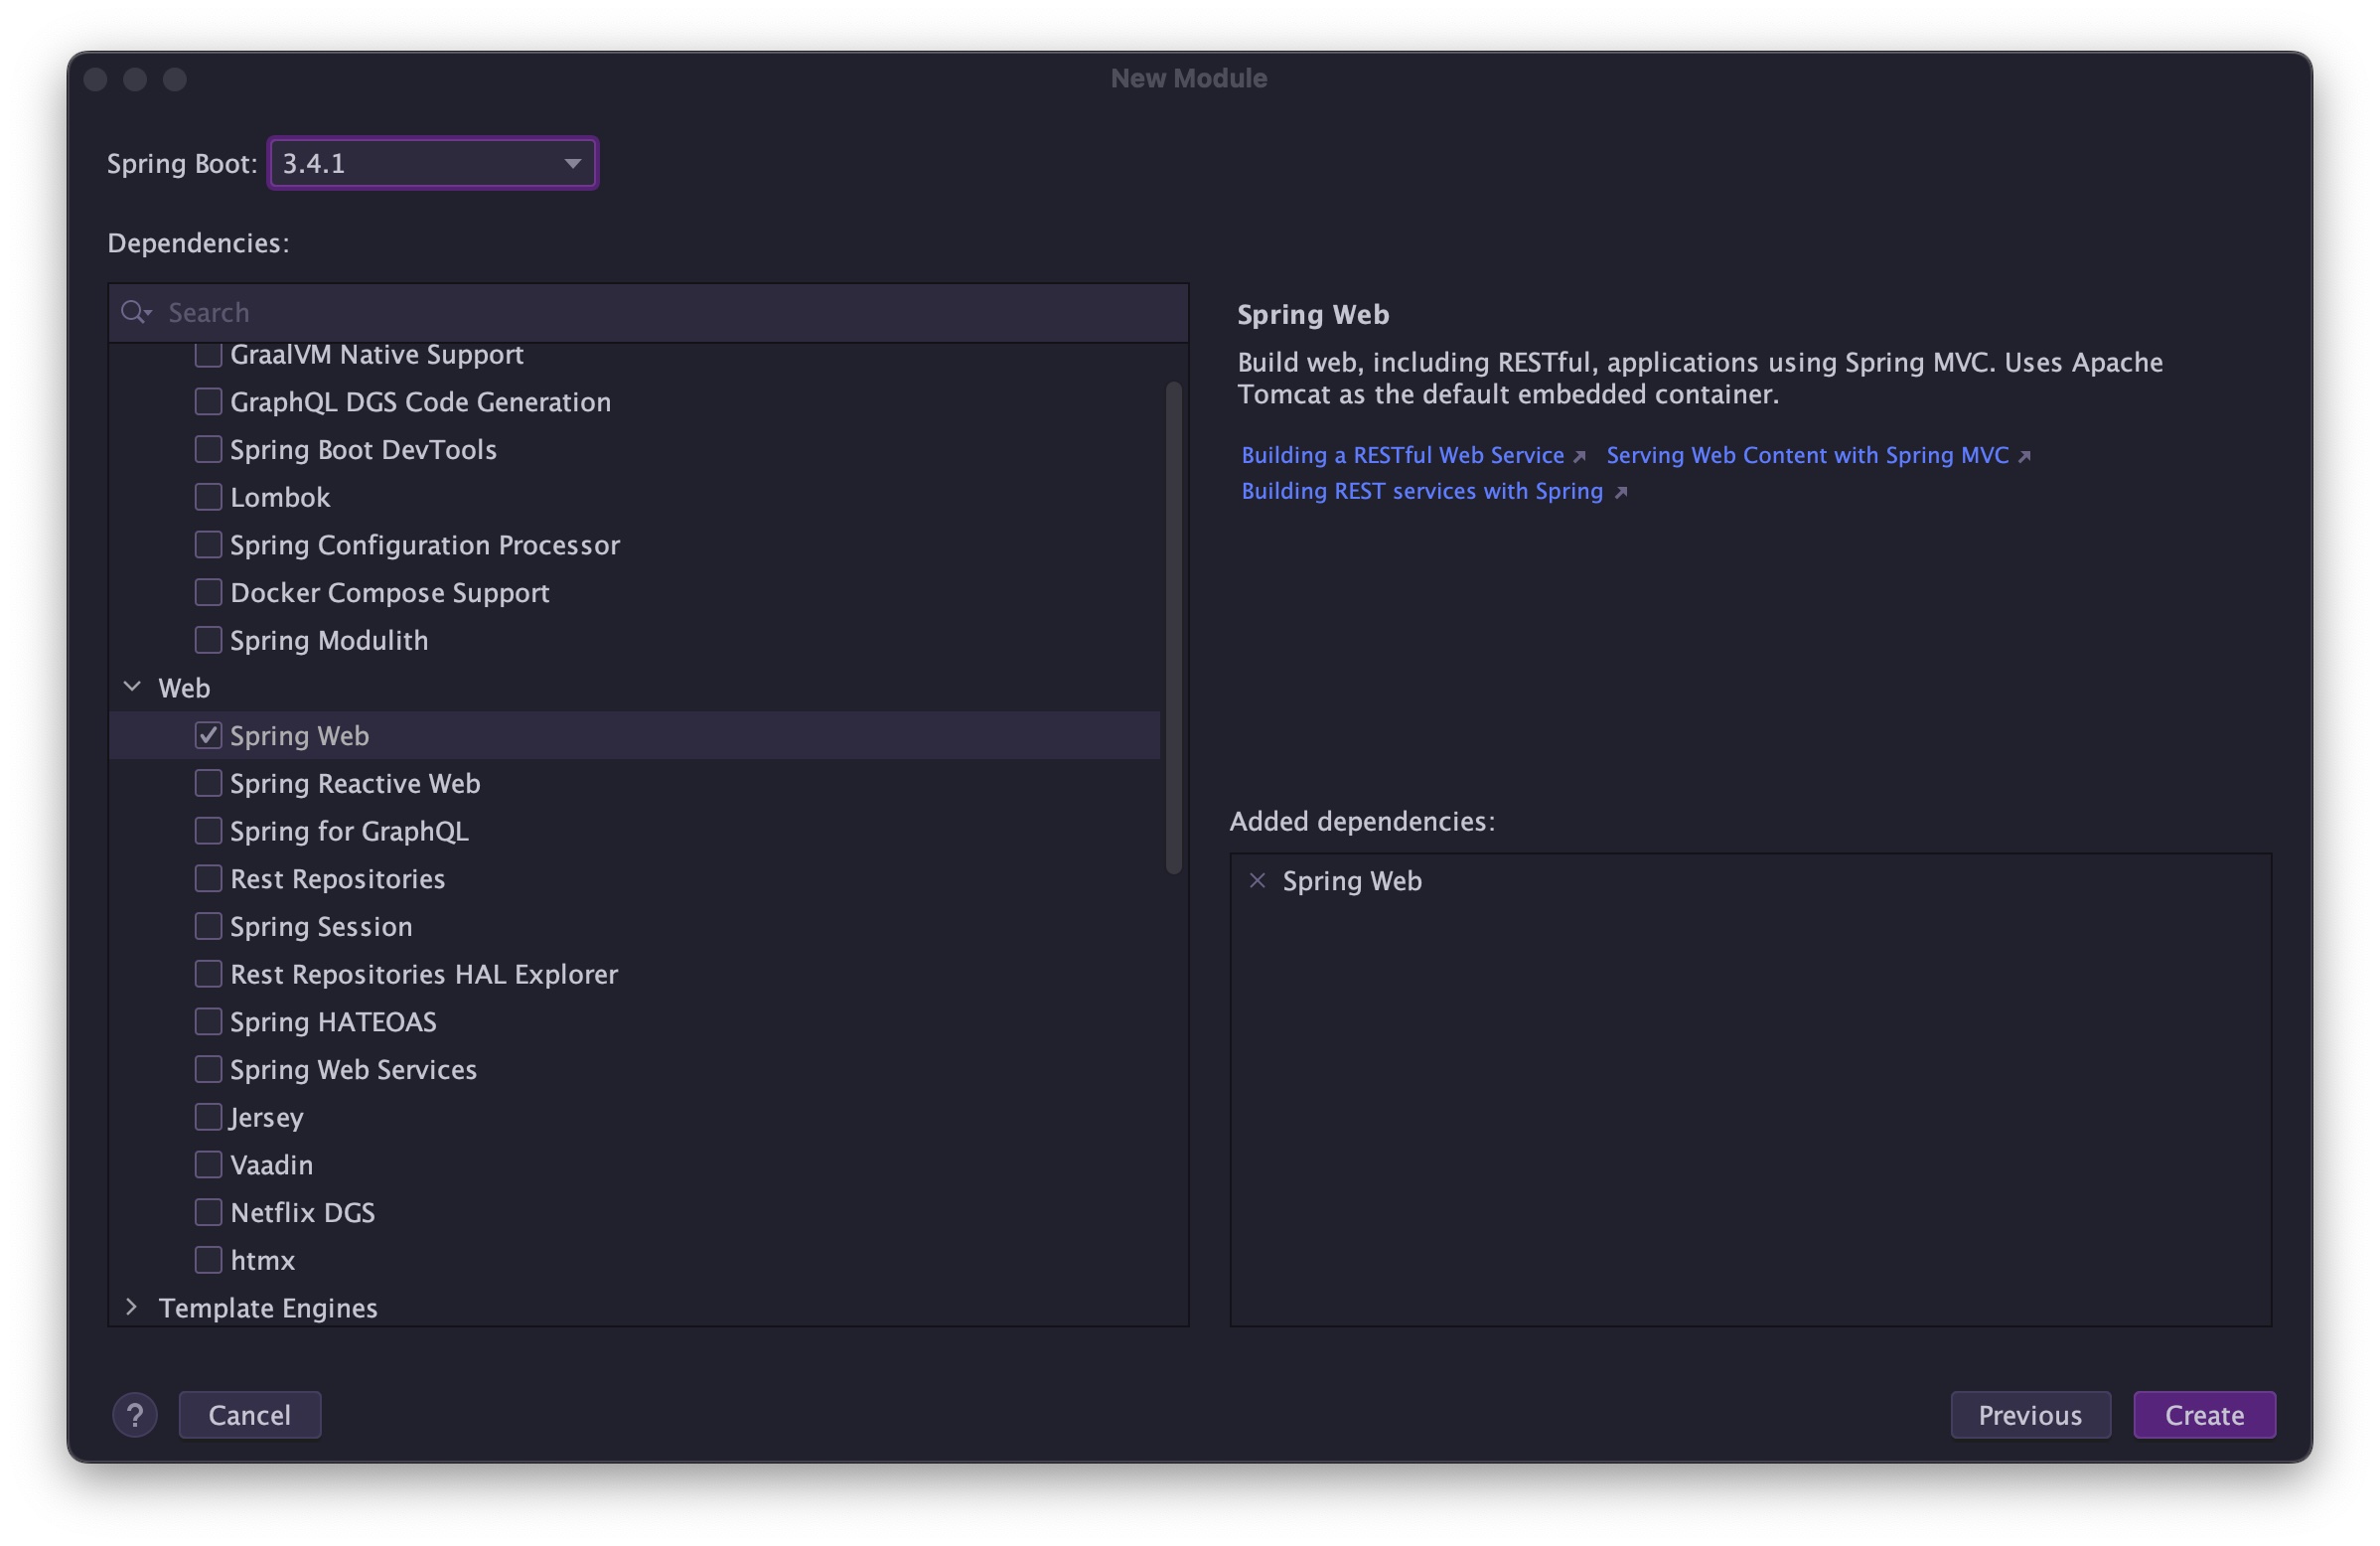 New Module
Spring Boot: 3.4.1
Dependencies:
Search
GraalVM Native Support
GraphQL DGS Code Generation
Spring Boot DevTools
Lombok
Spring Configuration Processor
Docker Compose Support
Spring Modulith
Web
Spring Web
Spring Reactive Web
Spring for GraphQL
Rest Repositories
Spring Session
Rest Repositories HAL Explorer
Spring HATEOAS
Spring Web Services
Jersey
Vaadin
Netflix DGS
htmx
Template Engines
Spring Web
Build web, including RESTful, applications using Spring MVC. Uses Apache
Tomcat as the default embedded container.
Building a RESTful Web Service Serving Web Content with Spring MVC
Building REST services with Spring
Added dependencies:
Spring Web
? Cancel Previous Create